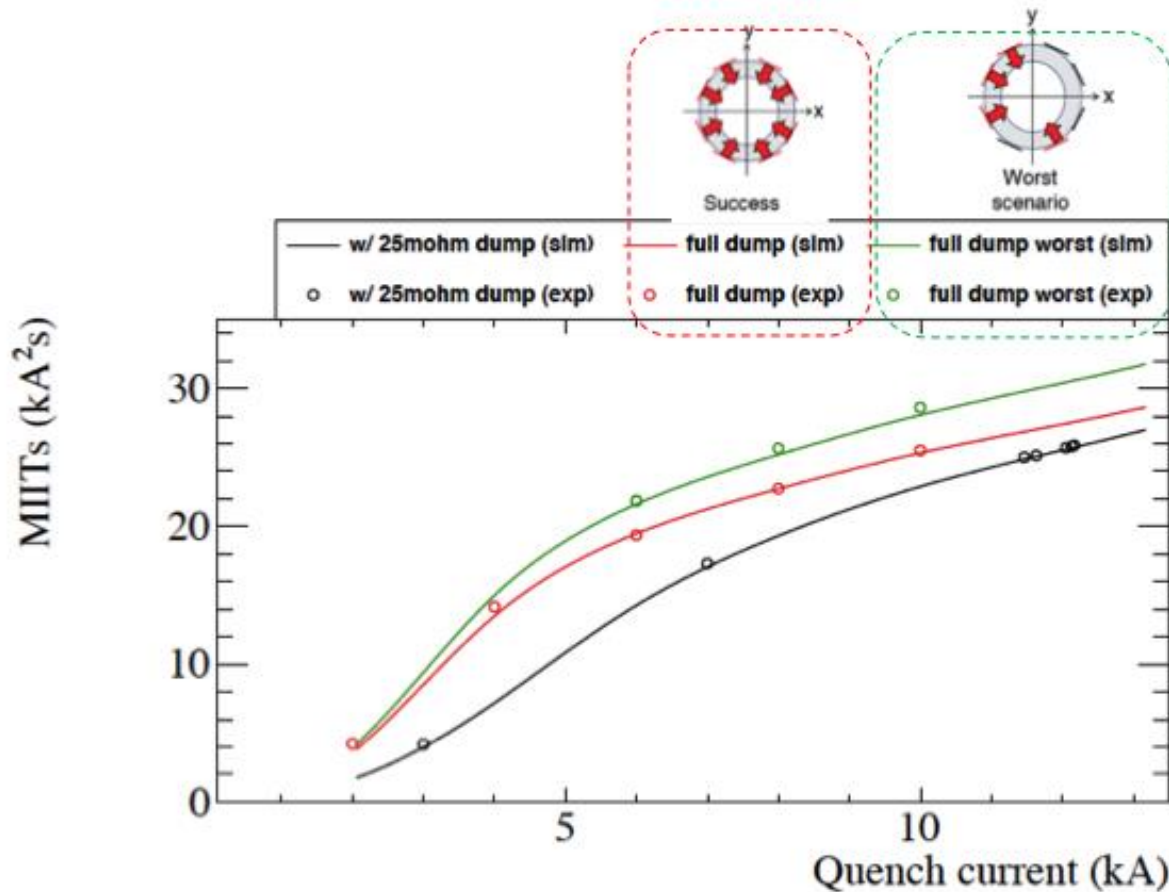 y
x
Success
y
x
Worst
scenario
w/ 25mohm dump (sim)
full dump (sim)
full dump worst (sim)
w/ 25mohm dump (exp)
full dump (exp)
full dump worst (exp)
MIITs (kA²s)
30
20
10
0
5
10
Quench current (kA)